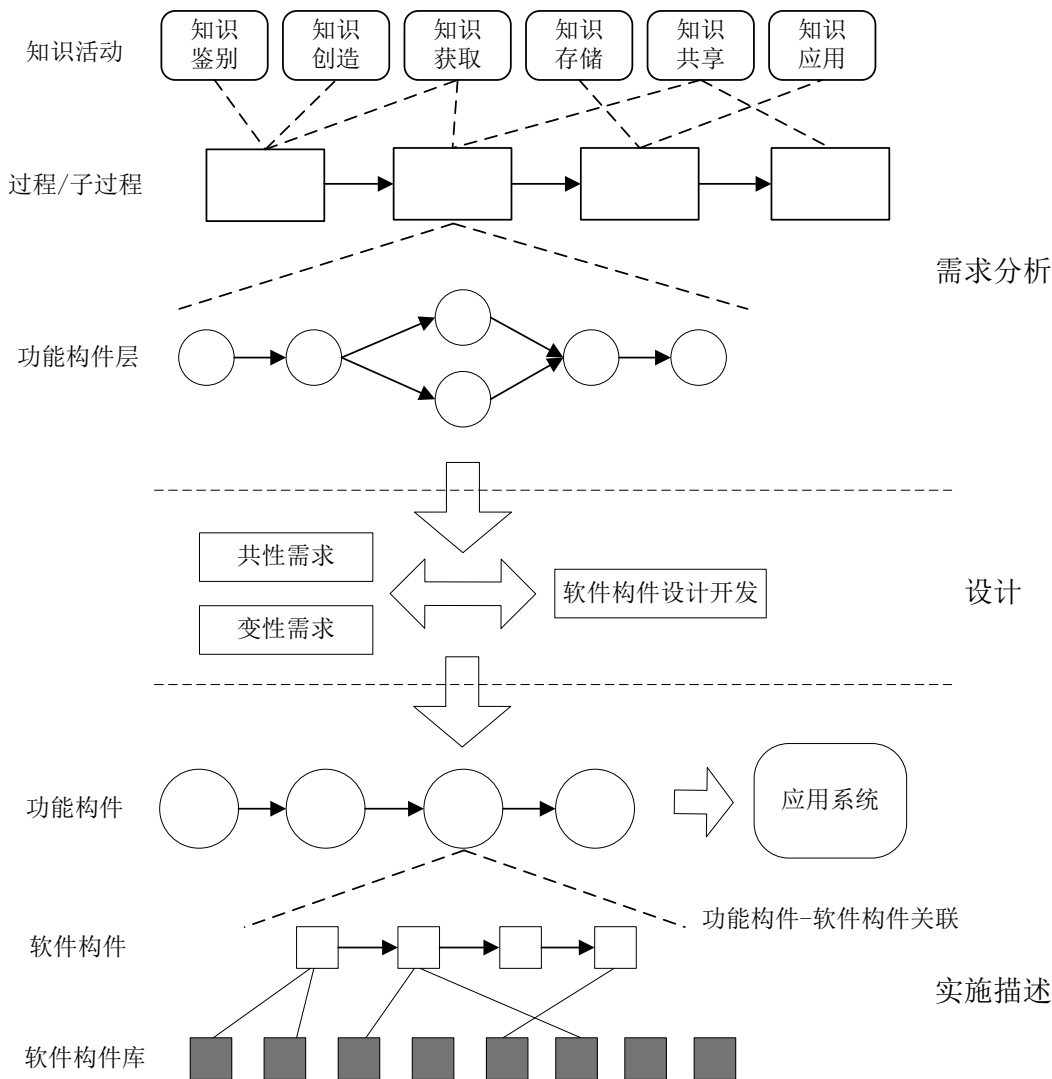 知识活动
知识
鉴别
知识
创造
知识
获取
知识
存储
知识
共享
知识
应用
过程/子过程
需求分析
功能构件层
共性需求
变性需求
软件构件设计开发
设计
功能构件
应用系统
功能构件-软件构件关联
软件构件
实施描述
软件构件库